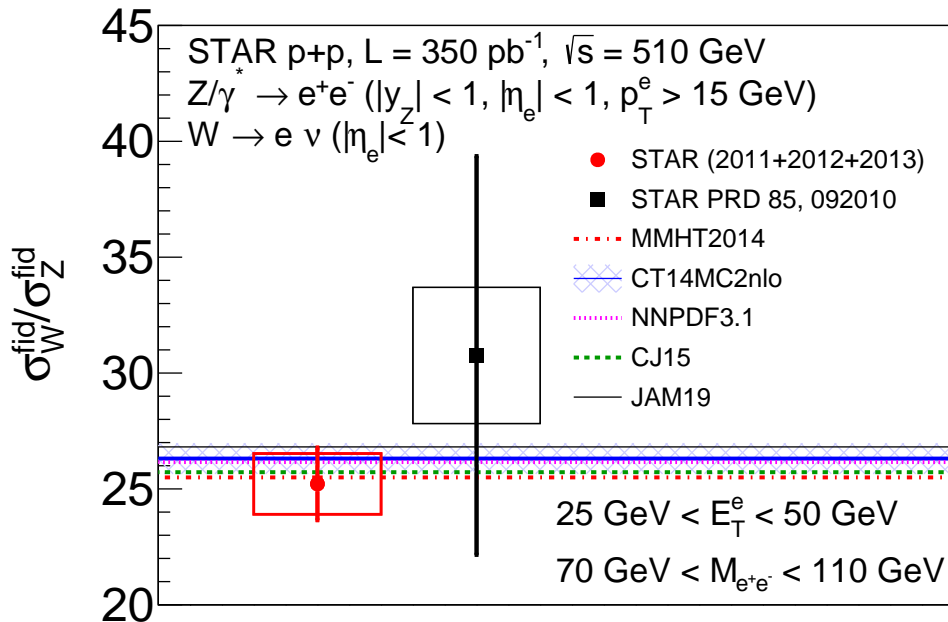 STAR p+p, L = 350 pb⁻¹, √s = 510 GeV
Z/γ* → e⁺e⁻ (|y_Z| < 1, |η_e| < 1, p_T^e > 15 GeV)
W → e ν (|η_e|< 1)
STAR (2011+2012+2013)
STAR PRD 85, 092010
MMHT2014
CT14MC2nlo
NNPDF3.1
CJ15
JAM19
25 GeV < E_T^e < 50 GeV
70 GeV < M_e⁺e⁻ < 110 GeV
σ_W^fid/σ_Z^fid
45
40
35
30
25
20